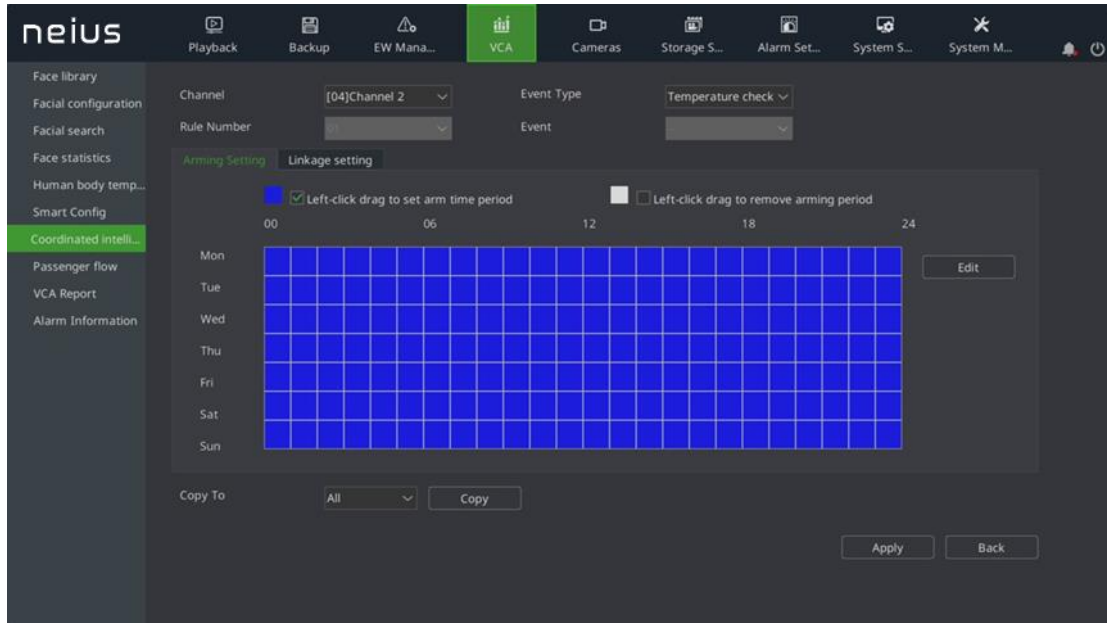 neius
Playback Backup EW Mana... VCA Cameras Storage S... Alarm Set... System S... System M...
Face library
Facial configuration
Facial search
Face statistics
Human body temp...
Smart Config
Coordinated intelli...
Passenger flow
VCA Report
Alarm Information
Channel [04]Channel 2 Event Type Temperature check
Rule Number 01 Event
Arming Setting Linkage setting
Left-click drag to set arm time period Left-click drag to remove arming period
00 06 12 18 24
Mon
Edit
Tue
Wed
Thu
Fri
Sat
Sun
Copy To All Copy
Apply Back